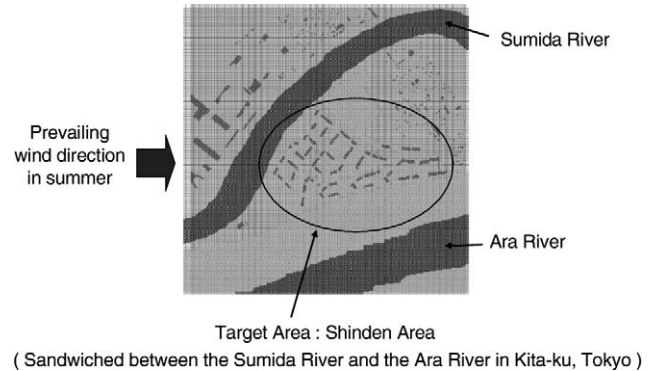 Sumida River
Prevailing
wind direction
in summer
Ara River
Target Area : Shinden Area
( Sandwiched between the Sumida River and the Ara River in Kita-ku, Tokyo )